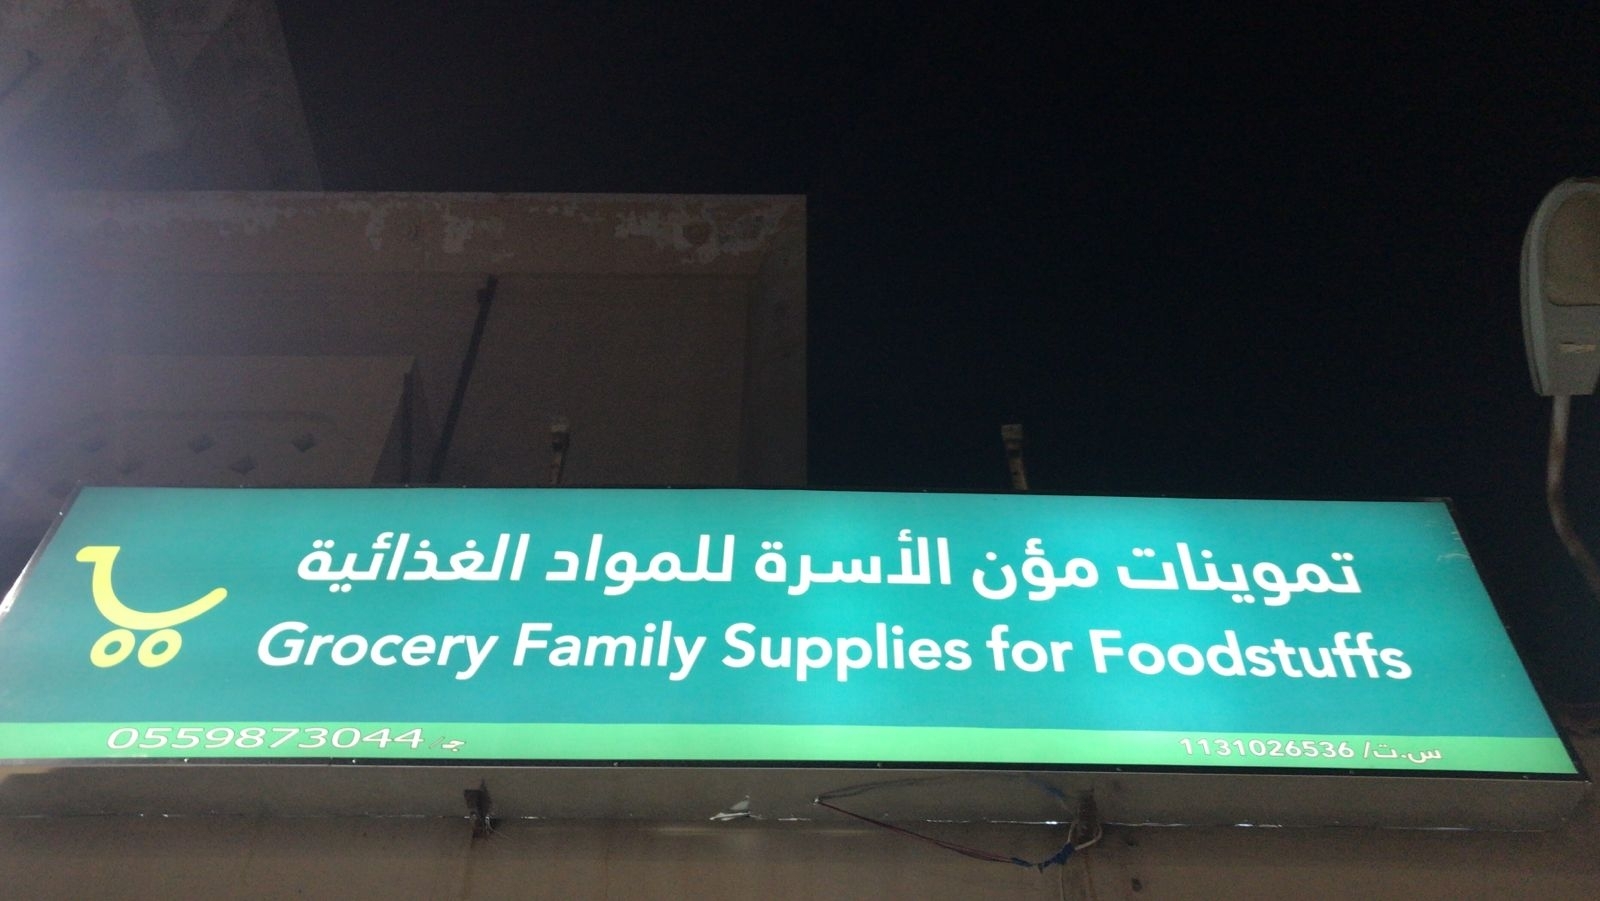 تموينات مؤن الأسرة للمواد الغذائية
Grocery Family Supplies for Foodstuffs
س.ت/ 1131026536
ج/ 0559873044